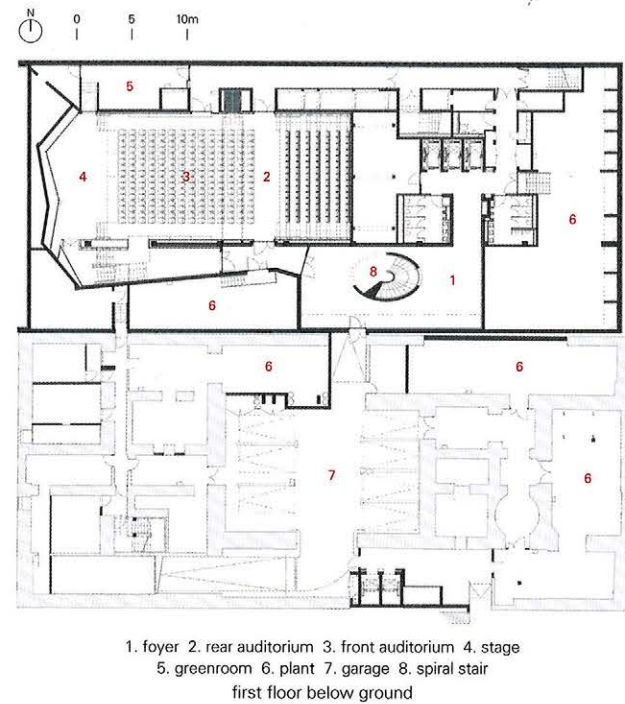 N
0 5 10m
5
4 3 2
6
8 1
6
6 6
7 6
1. foyer 2. rear auditorium 3. front auditorium 4. stage
5. greenroom 6. plant 7. garage 8. spiral stair
first floor below ground